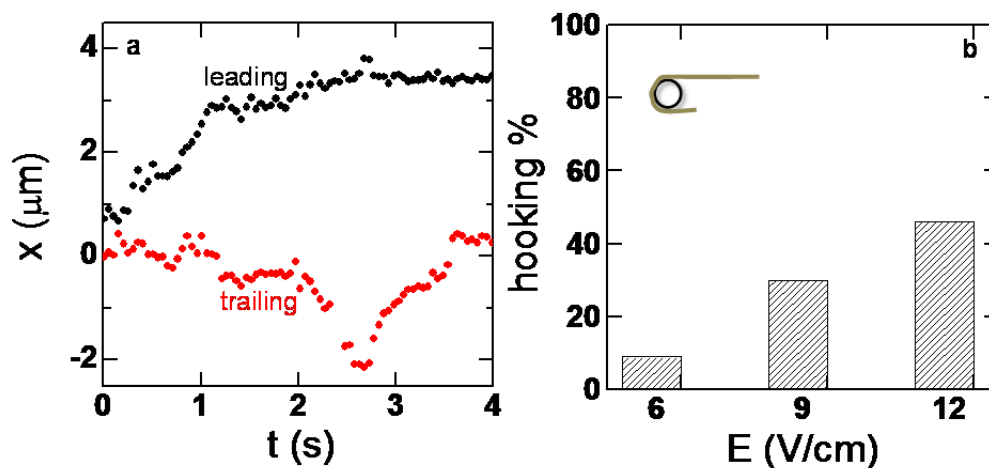 a
leading
trailing
x (μm)
4
2
0
-2
0 1 2 3 4
t (s)
b
hooking %
100
80
60
40
20
0
6 9 12
E (V/cm)